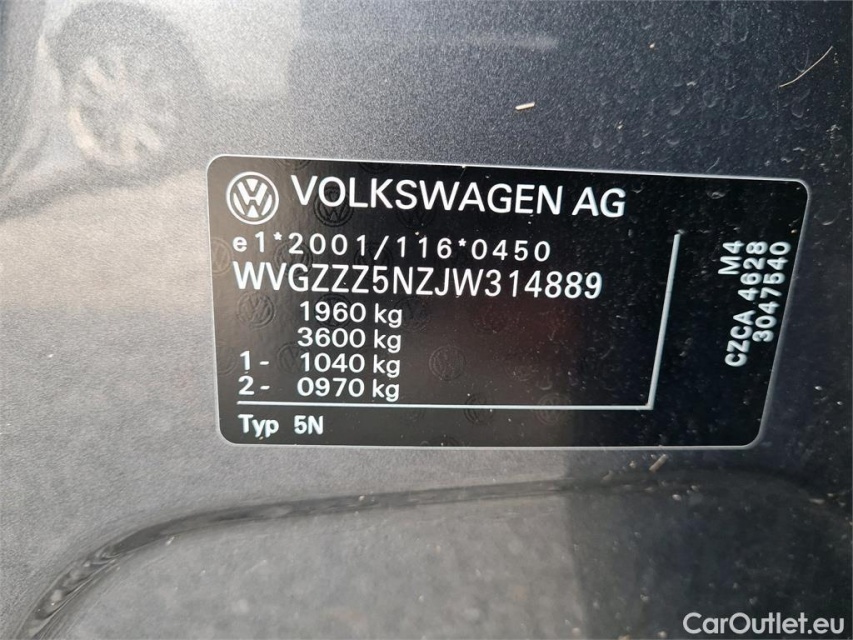 VOLKSWAGEN AG
e1*2001/116*0450
WVGZZZ5NZJW314889
1960 kg
3600 kg
1- 1040 kg
2- 0970 kg
Typ 5N
M4
CZCA 4628
3047540
CarOutlet.eu